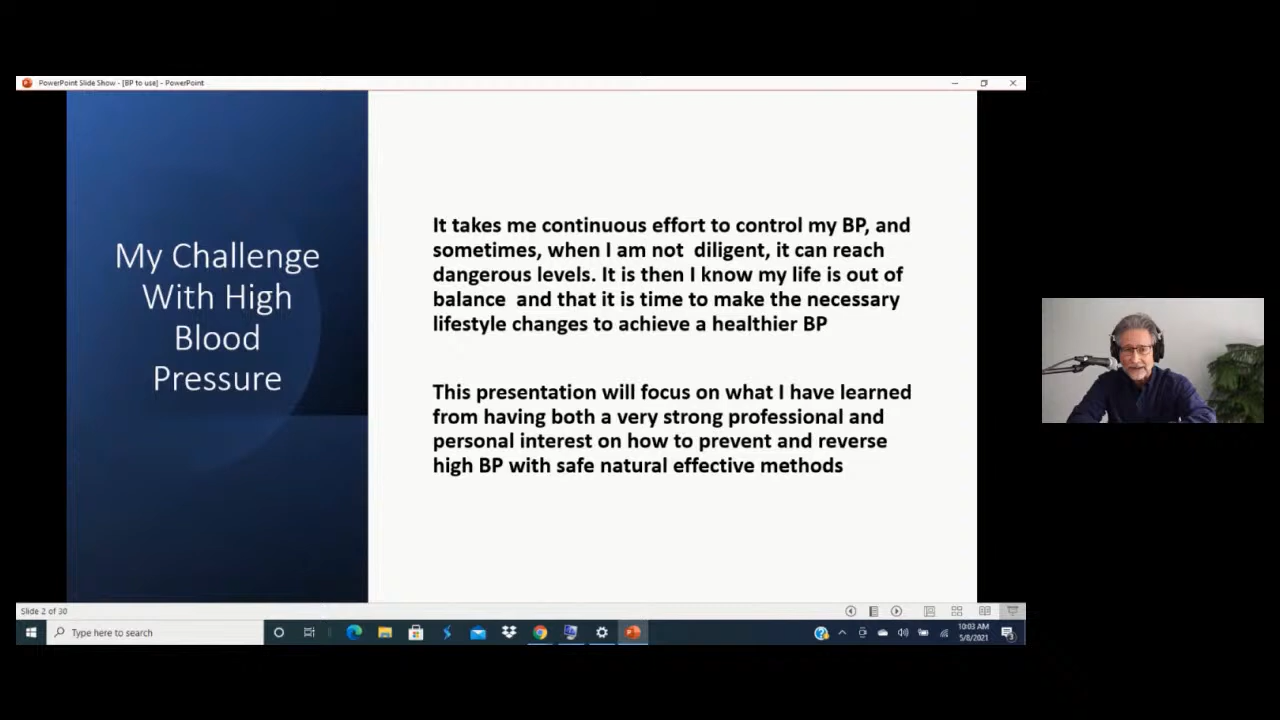 PowerPoint Slide Show - [BP to use] - PowerPoint
My Challenge
With High
Blood
Pressure
It takes me continuous effort to control my BP, and
sometimes, when I am not diligent, it can reach
dangerous levels. It is then I know my life is out of
balance and that it is time to make the necessary
lifestyle changes to achieve a healthier BP
This presentation will focus on what I have learned
from having both a very strong professional and
personal interest on how to prevent and reverse
high BP with safe natural effective methods
Slide 2 of 30
Type here to search
10:03 AM
5/8/2021